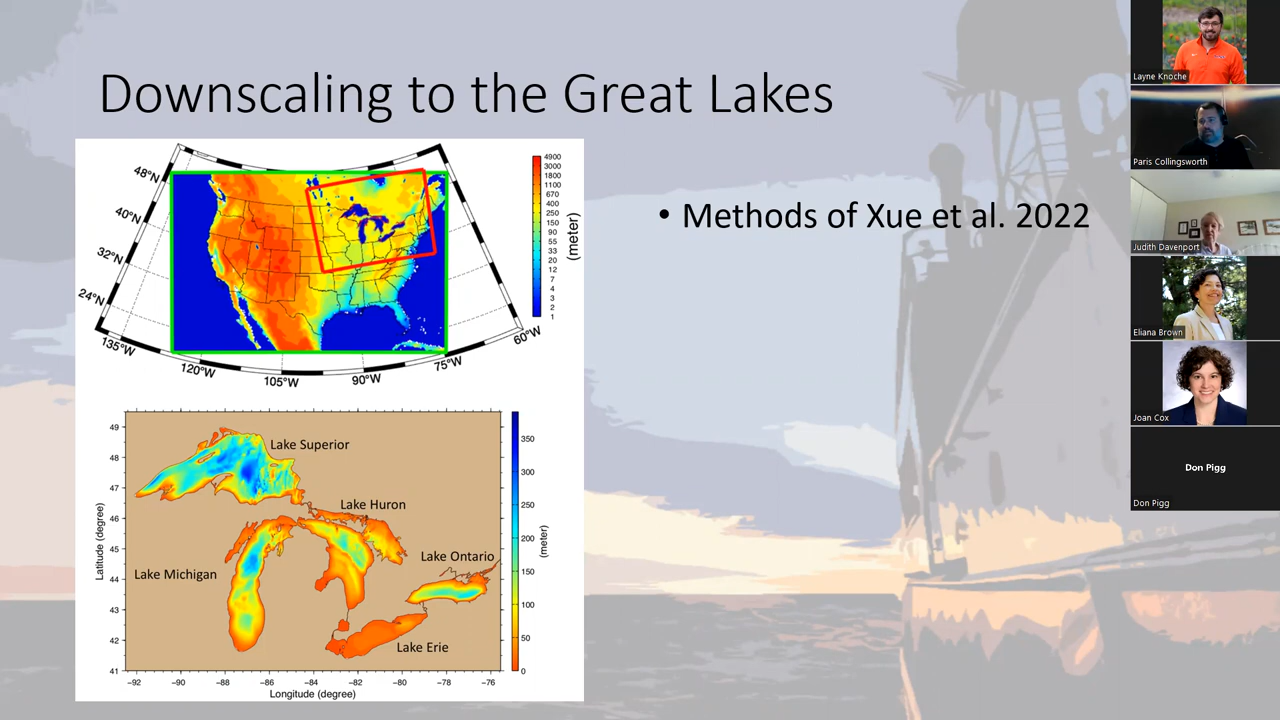 Downscaling to the Great Lakes
• Methods of Xue et al. 2022
48°N
40°N
32°N
24°N
135°W
120°W
105°W
90°W
75°W
60°W
4900
3000
1800
1100
670
400
250
150
90
55
33
20
12
7
4
3
2
1
(meter)
Lake Superior
Lake Huron
Lake Ontario
Lake Michigan
Lake Erie
49
48
47
46
45
44
43
42
41
Latitude (degree)
−92
−90
−88
−86
−84
−82
−80
−78
−76
Longitude (degree)
350
300
250
200
150
100
50
0
(meter)
Layne Knoche
Paris Collingsworth
Judith Davenport
Eliana Brown
Joan Cox
Don Pigg
Don Pigg